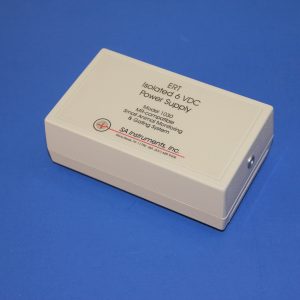 ERT
Isolated 6 VDC
Power Supply
Model 1030
MR-compatible
Small Animal Monitoring
& Gating System
SA Instruments, Inc.